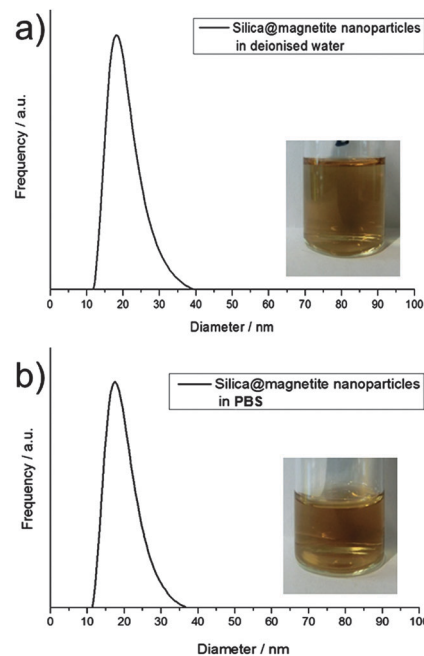 a)
Silica@magnetite nanoparticles
in deionised water
Frequency / a.u.
0 10 20 30 40 50 60 70 80 90 100
Diameter / nm
b)
Silica@magnetite nanoparticles
in PBS
Frequency / a.u.
0 10 20 30 40 50 60 70 80 90 100
Diameter / nm